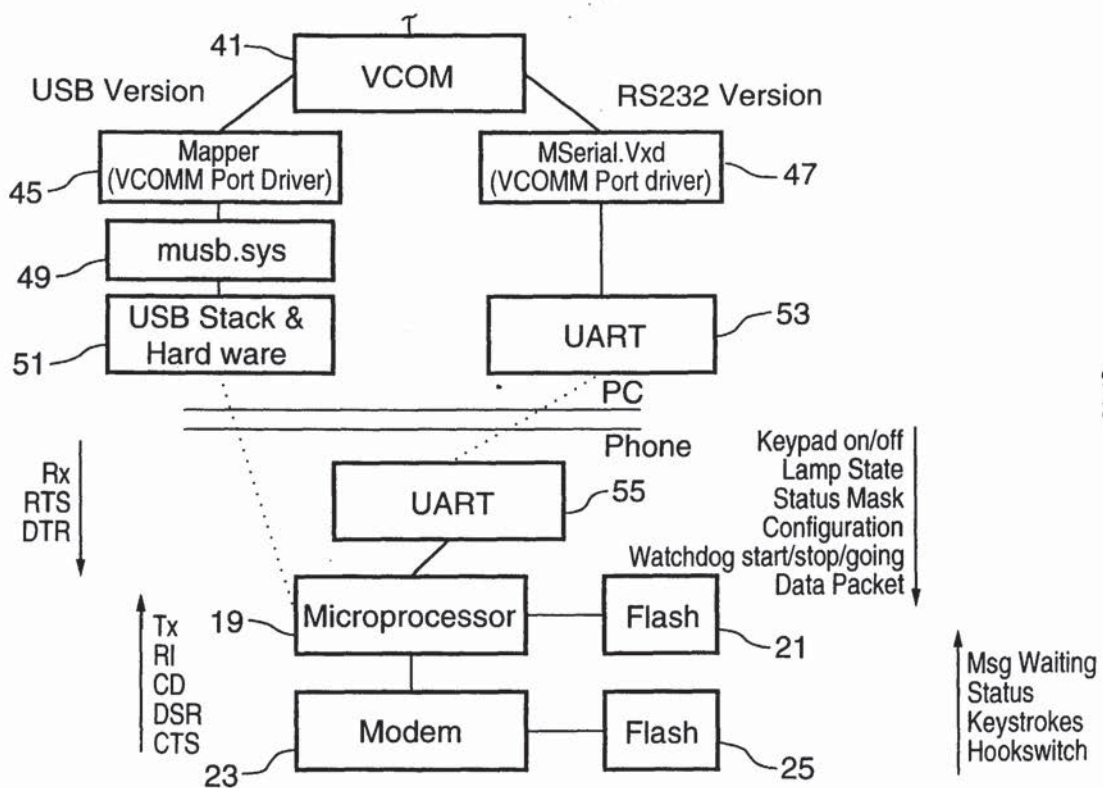 41
VCOM
USB Version
RS232 Version
Mapper
(VCOMM Port Driver)
45
MSerial.Vxd
(VCOMM Port driver)
47
musb.sys
49
USB Stack &
Hard ware
51
UART
53
PC
Phone
Rx
RTS
DTR
UART
55
Keypad on/off
Lamp State
Status Mask
Configuration
Watchdog start/stop/going
Data Packet
Tx
RI
CD
DSR
CTS
19
Microprocessor
Flash
21
Modem
23
Flash
25
Msg Waiting
Status
Keystrokes
Hookswitch